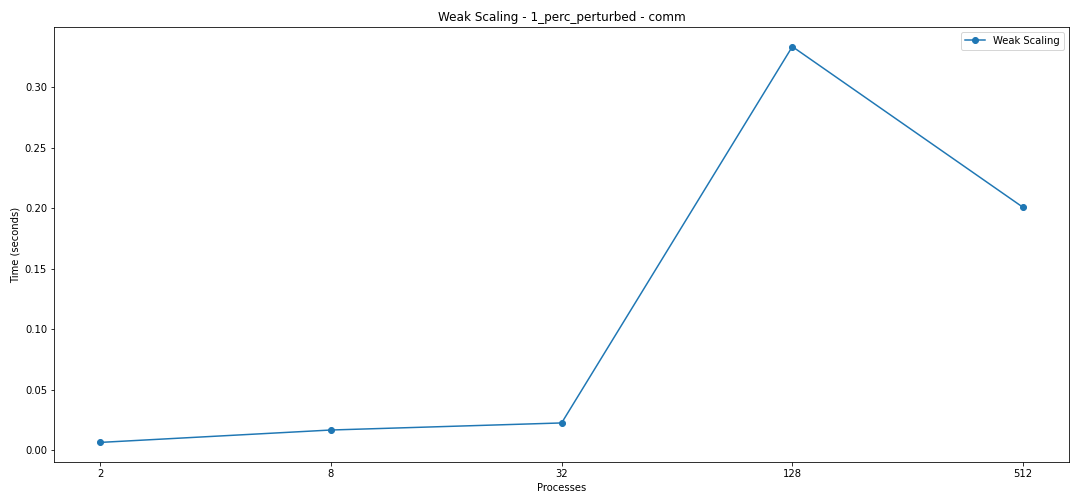 Weak Scaling - 1_perc_perturbed - comm
Weak Scaling
Time (seconds)
0.30
0.25
0.20
0.15
0.10
0.05
0.00
2 8 32 128 512
Processes